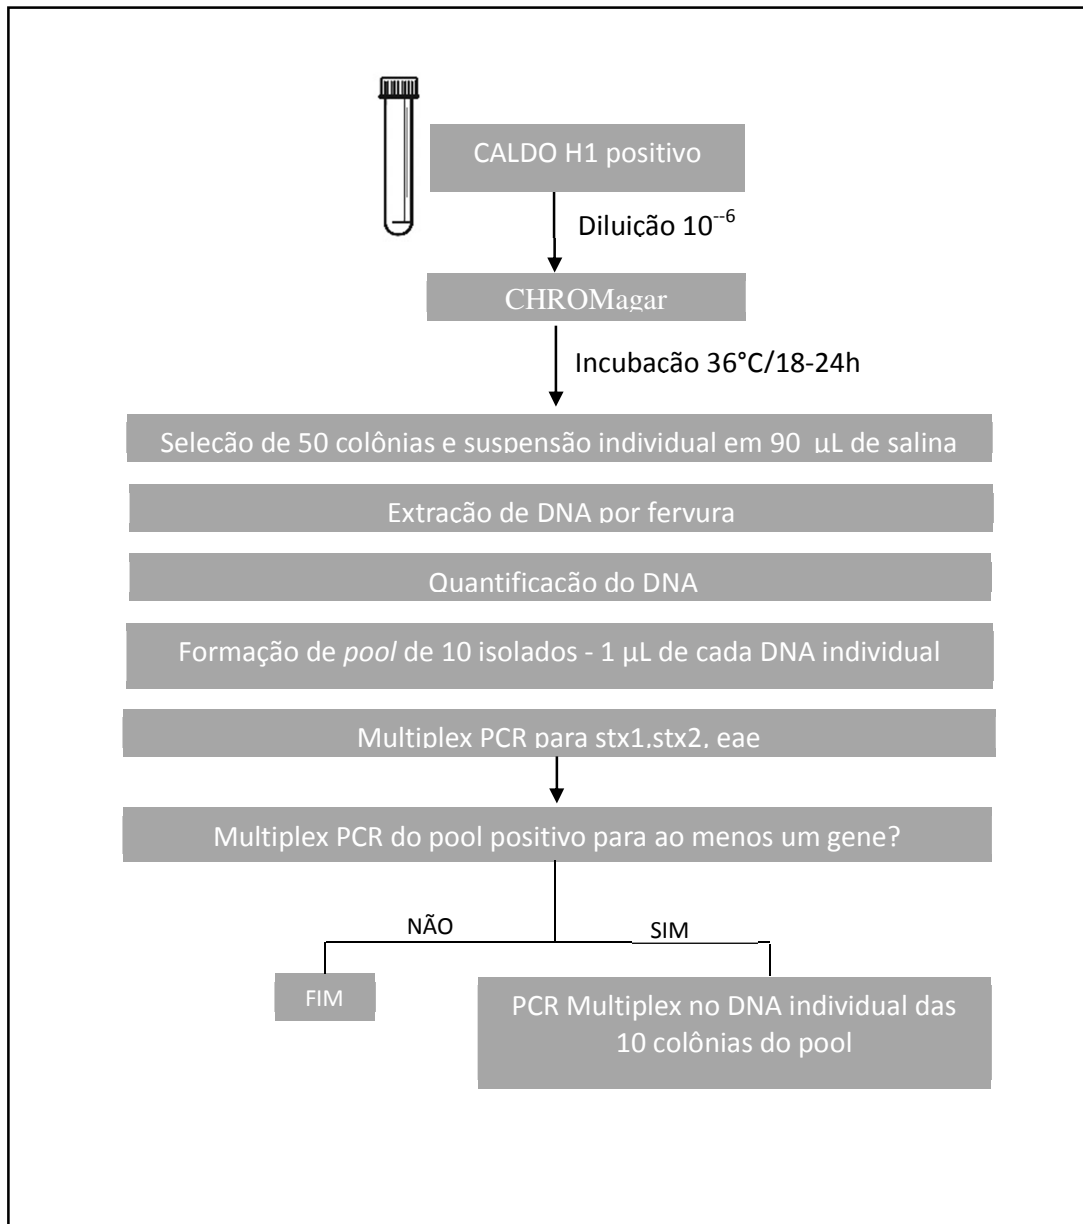 CALDO H1 positivo
Diluição 10⁻⁻⁶
CHROMagar
Incubação 36°C/18-24h
Seleção de 50 colônias e suspensão individual em 90 µL de salina
Extração de DNA por fervura
Quantificação do DNA
Formação de pool de 10 isolados - 1 µL de cada DNA individual
Multiplex PCR para stx1,stx2, eae
Multiplex PCR do pool positivo para ao menos um gene?
NÃO
SIM
FIM
PCR Multiplex no DNA individual das
10 colônias do pool